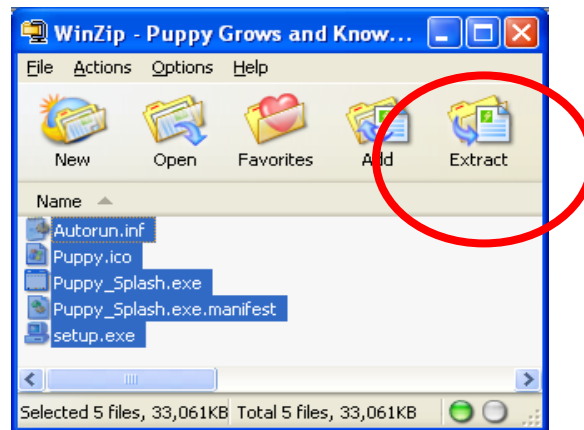 WinZip - Puppy Grows and Know...
File Actions Options Help
New Open Favorites Add Extract
Name
Autorun.inf
Puppy.ico
Puppy_Splash.exe
Puppy_Splash.exe.manifest
setup.exe
Selected 5 files, 33,061KB Total 5 files, 33,061KB